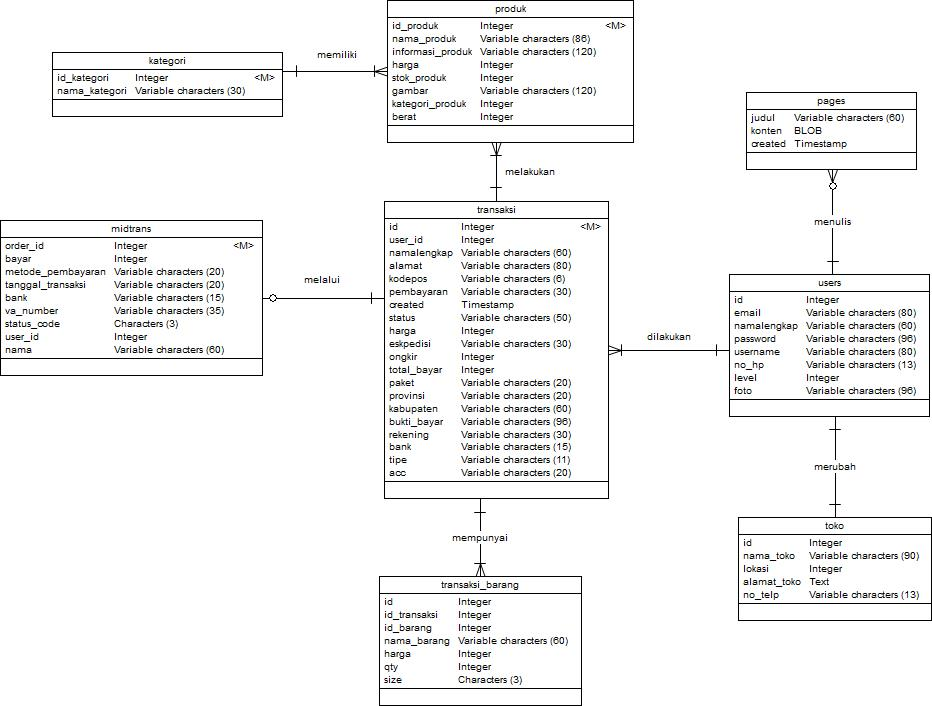 produk
id_produk Integer <M>
nama_produk Variable characters (86)
informasi_produk Variable characters (120)
harga Integer
stok_produk Integer
gambar Variable characters (120)
kategori_produk Integer
berat Integer
memiliki
kategori
id_kategori Integer <M>
nama_kategori Variable characters (30)
pages
judul Variable characters (60)
konten BLOB
created Timestamp
melakukan
transaksi
id Integer <M>
user_id Integer
namalengkap Variable characters (60)
alamat Variable characters (80)
kodepos Variable characters (6)
pembayaran Variable characters (30)
created Timestamp
status Variable characters (50)
harga Integer
eskpedisi Variable characters (30)
ongkir Integer
total_bayar Integer
paket Variable characters (20)
provinsi Variable characters (20)
kabupaten Variable characters (60)
bukti_bayar Variable characters (96)
rekening Variable characters (30)
bank Variable characters (15)
tipe Variable characters (11)
acc Variable characters (20)
midtrans
order_id Integer <M>
bayar Integer
metode_pembayaran Variable characters (20)
tanggal_transaksi Variable characters (20)
bank Variable characters (15)
va_number Variable characters (35)
status_code Characters (3)
user_id Integer
nama Variable characters (60)
melalui
menulis
users
id Integer
email Variable characters (80)
namalengkap Variable characters (60)
password Variable characters (96)
username Variable characters (80)
no_hp Variable characters (13)
level Integer
foto Variable characters (96)
dilakukan
merubah
toko
id Integer
nama_toko Variable characters (90)
lokasi Integer
alamat_toko Text
no_telp Variable characters (13)
mempunyai
transaksi_barang
id Integer
id_transaksi Integer
id_barang Integer
nama_barang Variable characters (60)
harga Integer
qty Integer
size Characters (3)